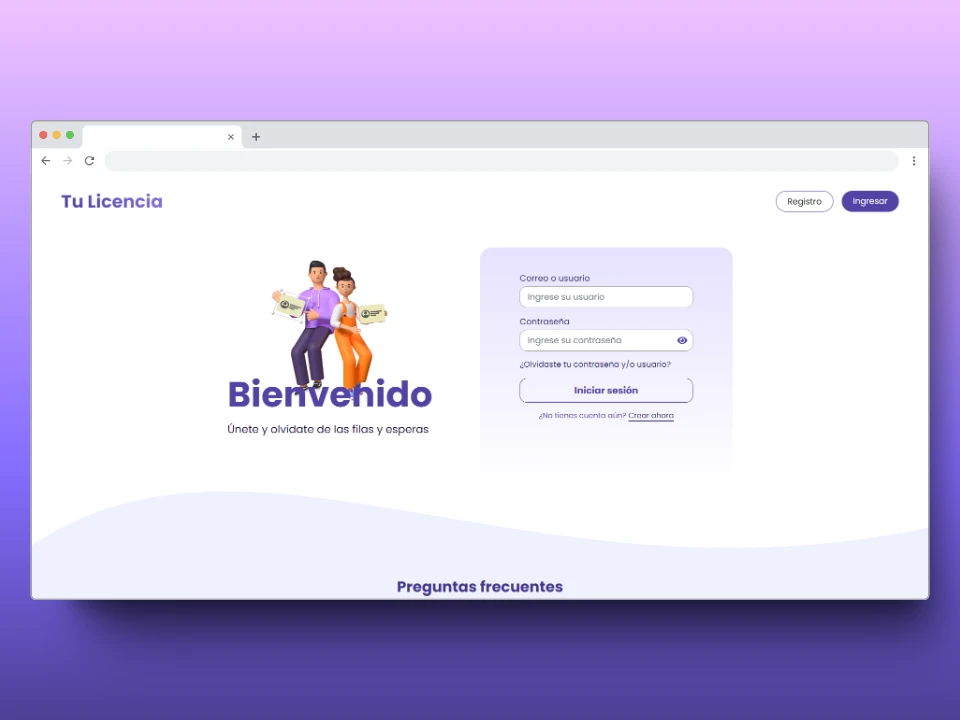 Tu Licencia
Registro
Ingresar
Correo o usuario
Ingrese su usuario
Contraseña
Ingrese su contraseña
¿Olvidaste tu contraseña y/o usuario?
Iniciar sesión
¿No tienes cuenta aún? Crear ahora
Bienvenido
Únete y olvidate de las filas y esperas
Preguntas frecuentes